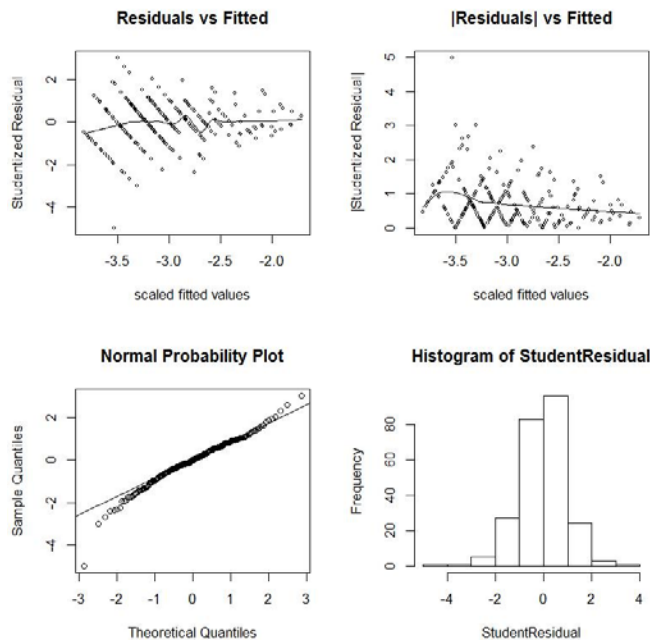 Residuals vs Fitted
Studentized Residual
2
0
-2
-4
-3.5 -3.0 -2.5 -2.0
scaled fitted values
|Residuals| vs Fitted
|Studentized Residual|
5
4
3
2
1
0
-3.5 -3.0 -2.5 -2.0
scaled fitted values
Normal Probability Plot
Sample Quantiles
2
0
-2
-4
-3 -2 -1 0 1 2 3
Theoretical Quantiles
Histogram of StudentResidual
Frequency
80
60
40
20
0
-4 -2 0 2 4
StudentResidual